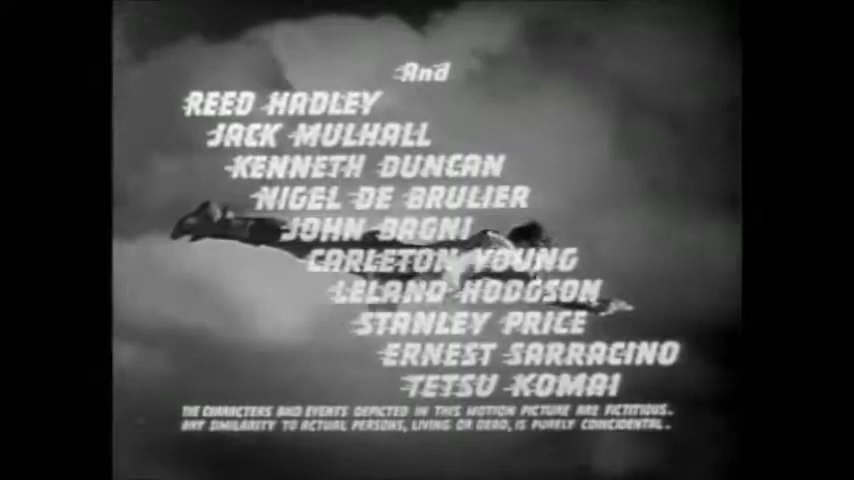 And
REED HADLEY
JACK MULHALL
KENNETH DUNCAN
NIGEL DE BRULIER
JOHN BAGNI
CARLETON YOUNG
LELAND HODGSON
STANLEY PRICE
ERNEST SARRACINO
TETSU KOMAI
THE CHARACTERS AND EVENTS DEPICTED IN THIS MOTION PICTURE ARE FICTITIOUS.
ANY SIMILARITY TO ACTUAL PERSONS, LIVING OR DEAD, IS PURELY COINCIDENTAL.